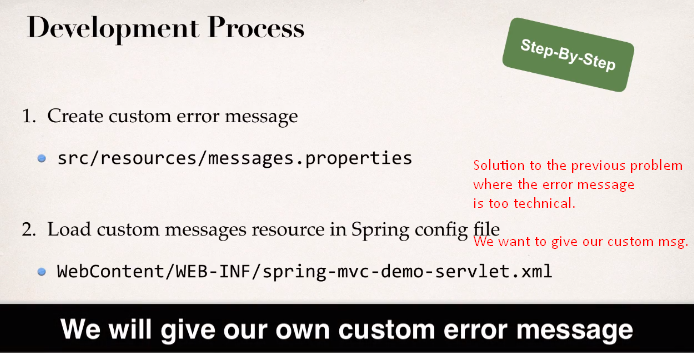 Development Process
Step-By-Step
1. Create custom error message
• src/resources/messages.properties
Solution to the previous problem
where the error message
is too technical.
2. Load custom messages resource in Spring config file
We want to give our custom msg.
• WebContent/WEB-INF/spring-mvc-demo-servlet.xml
We will give our own custom error message